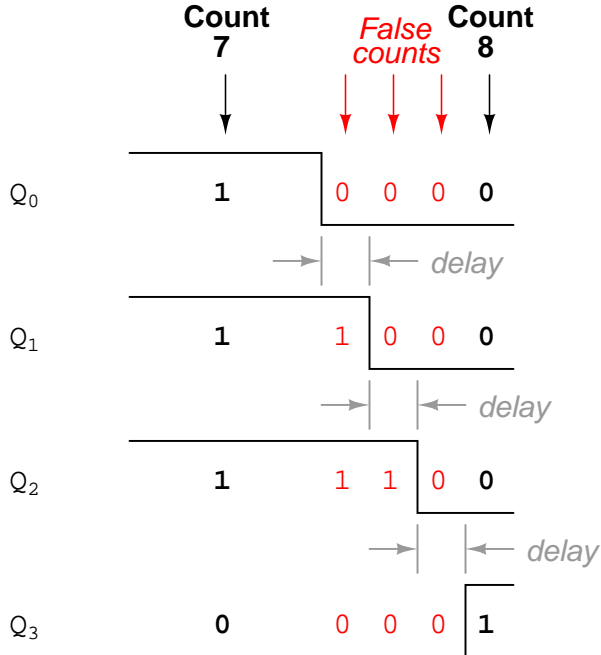 Count 7 False counts Count 8
Q0 1 0 0 0 0
delay
Q1 1 1 0 0 0
delay
Q2 1 1 1 0 0
delay
Q3 0 0 0 0 1